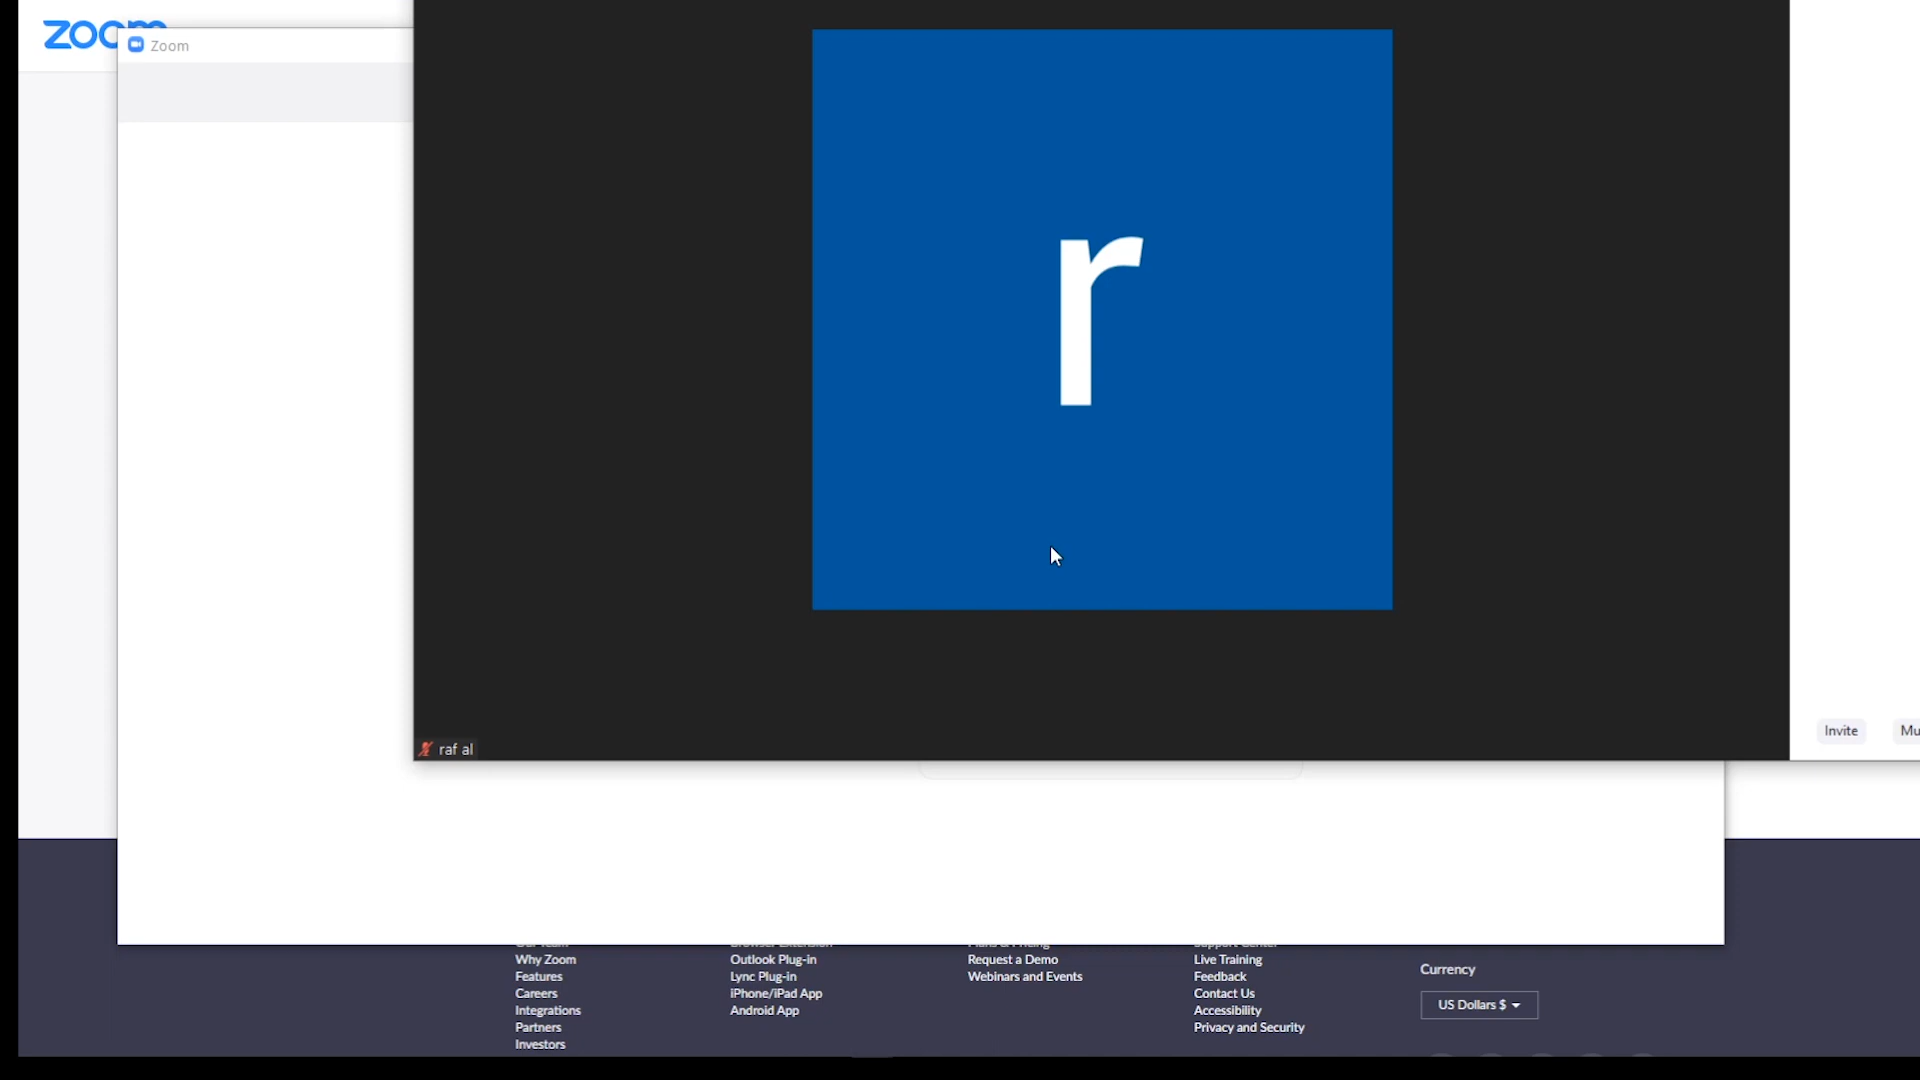 zoom
Zoom
r
raf al
Invite
Why Zoom
Features
Careers
Integrations
Partners
Investors
Outlook Plug-in
Lync Plug-in
iPhone/iPad App
Android App
Request a Demo
Webinars and Events
Live Training
Feedback
Contact Us
Accessibility
Privacy and Security
Currency
US Dollars $